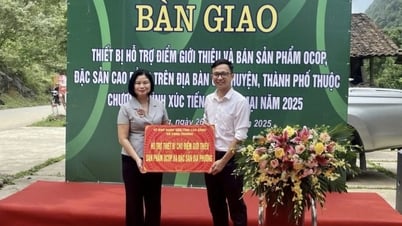 BÀN GIAO
THIẾT BỊ HỖ TRỢ ĐIỂM GIỚI THIỆU VÀ BÁN SẢN PHẨM OCOP,
ĐẶC SẢN CAO TRÊN ĐỊA BÀN HUYỆN, THÀNH PHỐ THUỘC
CHƯƠNG XÚC TIẾN MẠI NĂM 2025
2025
HỖ TRỢ THIẾT BỊ CHO ĐIỂM GIỚI THIỆU
SẢN PHẨM OCOP VÀ ĐẶC SẢN ĐỊA PHƯƠNG